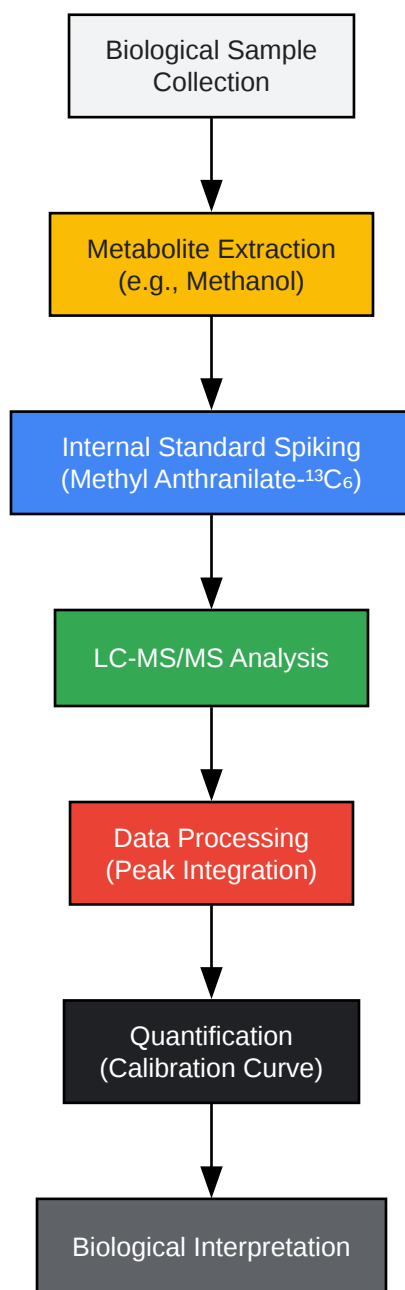 Biological Sample
Collection
Metabolite Extraction
(e.g., Methanol)
Internal Standard Spiking
(Methyl Anthranilate-¹³C₆)
LC-MS/MS Analysis
Data Processing
(Peak Integration)
Quantification
(Calibration Curve)
Biological Interpretation